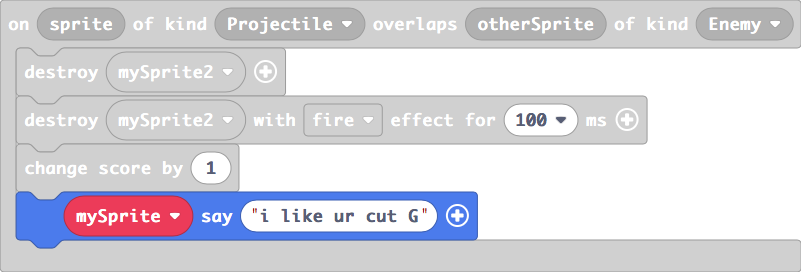 on sprite of kind Projectile overlaps otherSprite of kind Enemy
destroy mySprite2
destroy mySprite2 with fire effect for 100 ms
change score by 1
mySprite say "i like ur cut G"